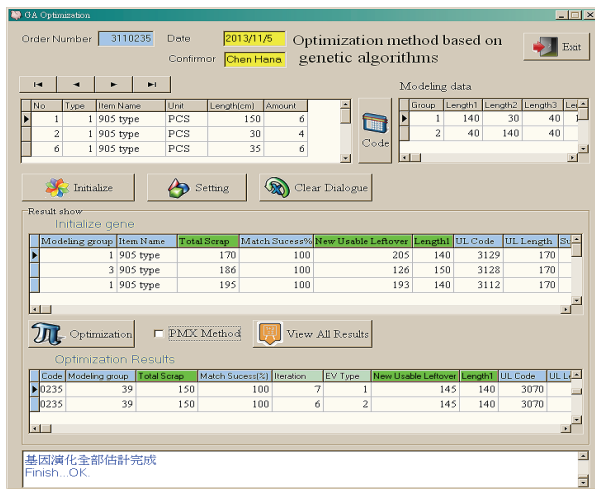 GA Optimization
Order Number 3110235 Date 2013/11/5 Optimization method based on
Confirmor Chen Hana genetic algorithms Exit
Modeling data
No Type Item Name Unit Length(cm) Amount
1 1 905 type PCS 150 6
2 1 905 type PCS 30 4
6 1 905 type PCS 35 6
Code
Group Length1 Length2 Length3
1 140 30 40
2 40 140 40
Initialize Setting Clear Dialogue
Result show
Initialize gene
Modeling group Item Name Total Scrap Match Sucess% New Usable Leftover Length1 UL Code UL Length
1 905 type 170 100 205 140 3129 170
3 905 type 186 100 126 150 3128 170
1 905 type 195 100 193 140 3112 170
Optimization PMX Method View All Results
Optimization Results
Code Modeling group Total Scrap Match Sucess(%) Iteration EV Type New Usable Leftover Length1 UL Code
0235 39 150 100 7 1 145 140 3070
0235 39 150 100 6 2 145 140 3070
基因演化全部估計完成
Finish...OK.